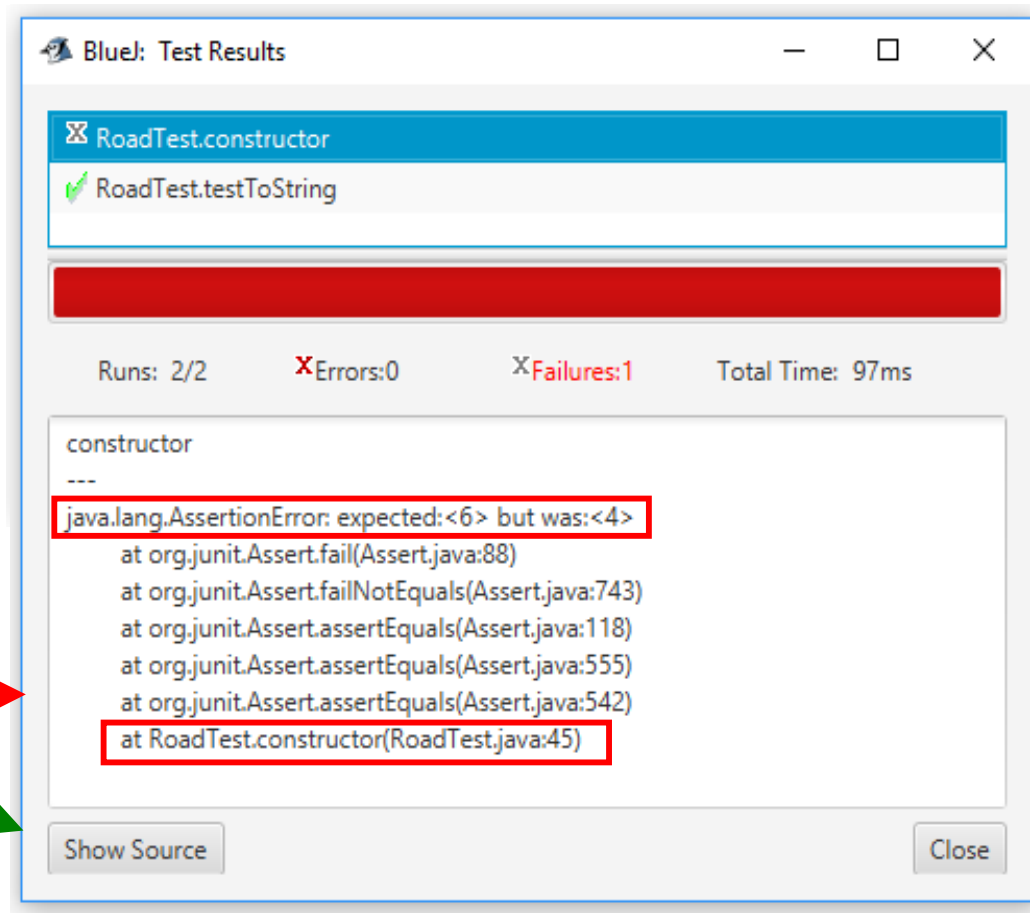 BlueJ: Test Results
RoadTest.constructor
RoadTest.testToString
Runs: 2/2 XErrors:0 XFailures:1 Total Time: 97ms
constructor
---
java.lang.AssertionError: expected:<6> but was:<4>
at org.junit.Assert.fail(Assert.java:88)
at org.junit.Assert.failNotEquals(Assert.java:743)
at org.junit.Assert.assertEquals(Assert.java:118)
at org.junit.Assert.assertEquals(Assert.java:555)
at org.junit.Assert.assertEquals(Assert.java:542)
at RoadTest.constructor(RoadTest.java:45)
Show Source Close